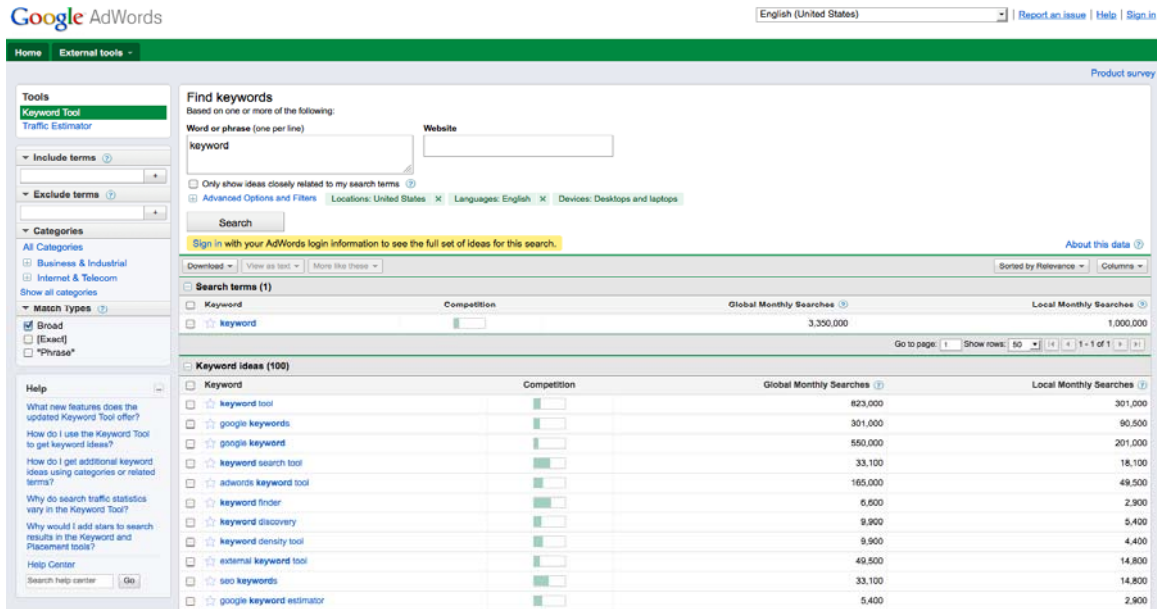 Google AdWords
English (United States)
Report an issue | Help | Sign in
Home External tools
Product survey
Tools
Keyword Tool
Traffic Estimator
Include terms
+
Exclude terms
+
Categories
All Categories
Business & Industrial
Internet & Telecom
Show all categories
Match Types
Broad
[Exact]
"Phrase"
Help
What new features does the
updated Keyword Tool offer?
How do I use the Keyword Tool
to get keyword ideas?
How do I get additional keyword
ideas using categories or related
terms?
Why do search traffic statistics
vary in the Keyword Tool?
Why would I add stars to search
results in the Keyword and
Placement tools?
Help Center
Search help center Go
Find keywords
Based on one or more of the following:
Word or phrase (one per line) Website
keyword
Only show ideas closely related to my search terms
Advanced Options and Filters Locations: United States X Languages: English X Devices: Desktops and laptops
Search
Sign in with your AdWords login information to see the full set of ideas for this search.
About this data
Download View as text More like these Sorted by Relevance Columns
Search terms (1)
Keyword Competition Global Monthly Searches Local Monthly Searches
keyword 3,350,000 1,000,000
Go to page: 1 Show rows: 50 1 - 1 of 1
Keyword ideas (100)
Keyword Competition Global Monthly Searches Local Monthly Searches
keyword tool 823,000 301,000
google keywords 301,000 90,500
google keyword 550,000 201,000
keyword search tool 33,100 18,100
adwords keyword tool 165,000 49,500
keyword finder 6,600 2,900
keyword discovery 9,900 5,400
keyword density tool 9,900 4,400
external keyword tool 49,500 14,800
seo keywords 33,100 14,800
google keyword estimator 5,400 2,900